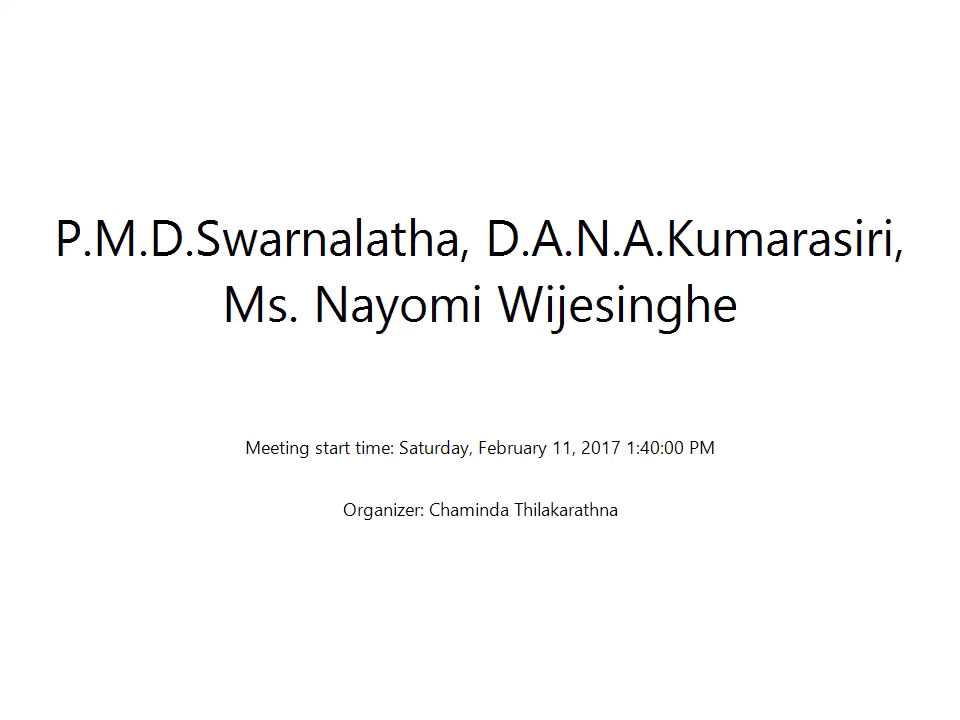 P.M.D.Swarnalatha, D.A.N.A.Kumarasiri,
Ms. Nayomi Wijesinghe
Meeting start time: Saturday, February 11, 2017 1:40:00 PM
Organizer: Chaminda Thilakarathna